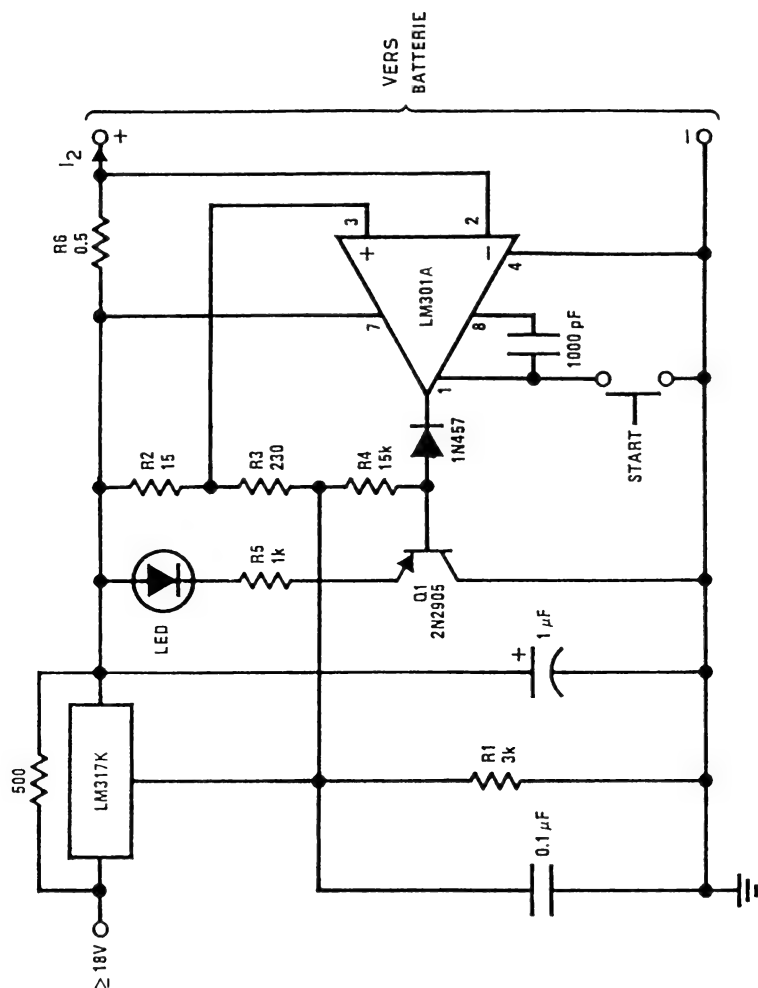 ≥18V
500
LM317K
LED
R5
1k
R2
15
R3
230
R4
15k
R6
0.5
I2
+
VERS
BATTERIE
3
+
2
−
7
LM301A
4
8
1
1000 pF
1N457
START
Q1
2N2905
+
1 µF
R1
3k
0.1 µF
−